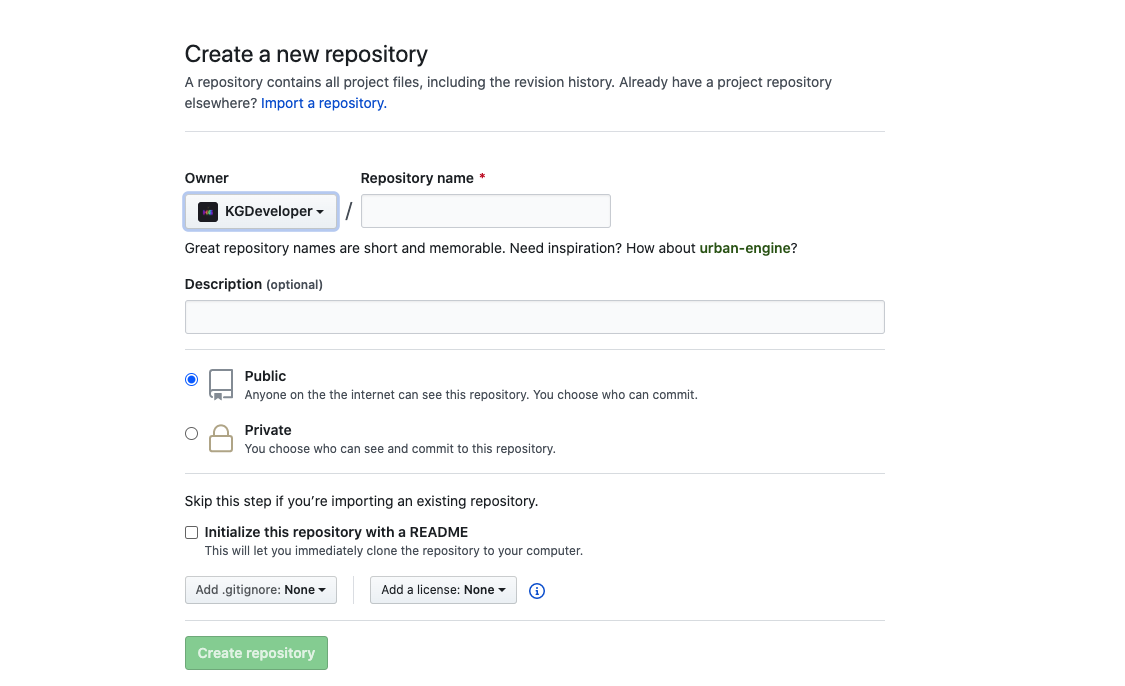 Create a new repository
A repository contains all project files, including the revision history. Already have a project repository
elsewhere? Import a repository.
Owner
Repository name *
KGDeveloper
/
Great repository names are short and memorable. Need inspiration? How about urban-engine?
Description (optional)
Public
Anyone on the the internet can see this repository. You choose who can commit.
Private
You choose who can see and commit to this repository.
Skip this step if you’re importing an existing repository.
Initialize this repository with a README
This will let you immediately clone the repository to your computer.
Add .gitignore: None
Add a license: None
Create repository